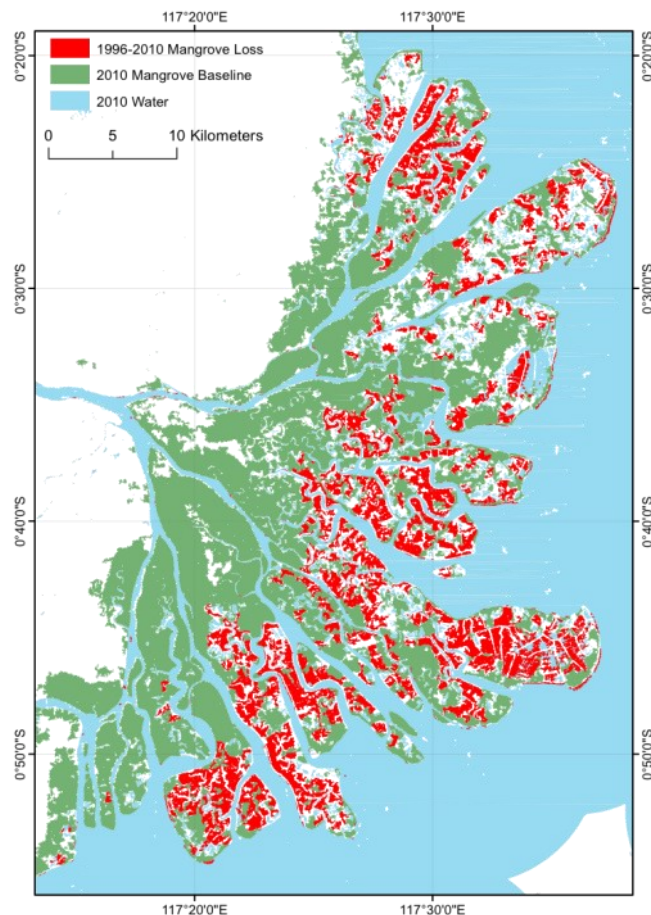 117°20'0"E 117°30'0"E
0°20'0"S 0°20'0"S
1996-2010 Mangrove Loss
2010 Mangrove Baseline
2010 Water
0 5 10 Kilometers
0°30'0"S 0°30'0"S
0°40'0"S 0°40'0"S
0°50'0"S 0°50'0"S
117°20'0"E 117°30'0"E